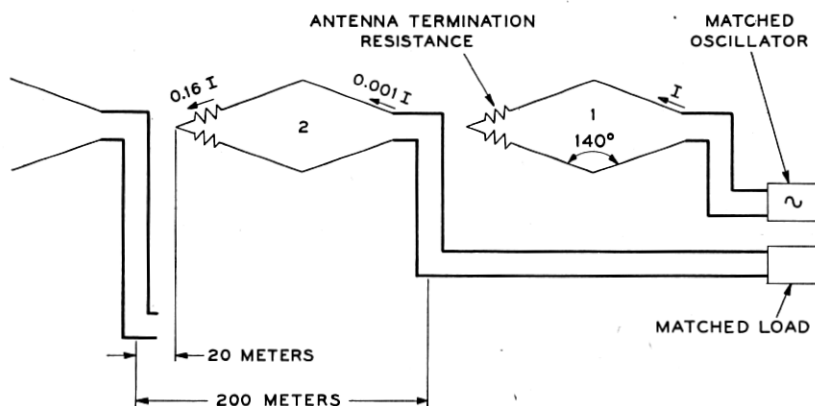 ANTENNA TERMINATION
RESISTANCE
MATCHED
OSCILLATOR
0.16 I
0.001 I
I
2
1
140°
~
MATCHED LOAD
20 METERS
200 METERS